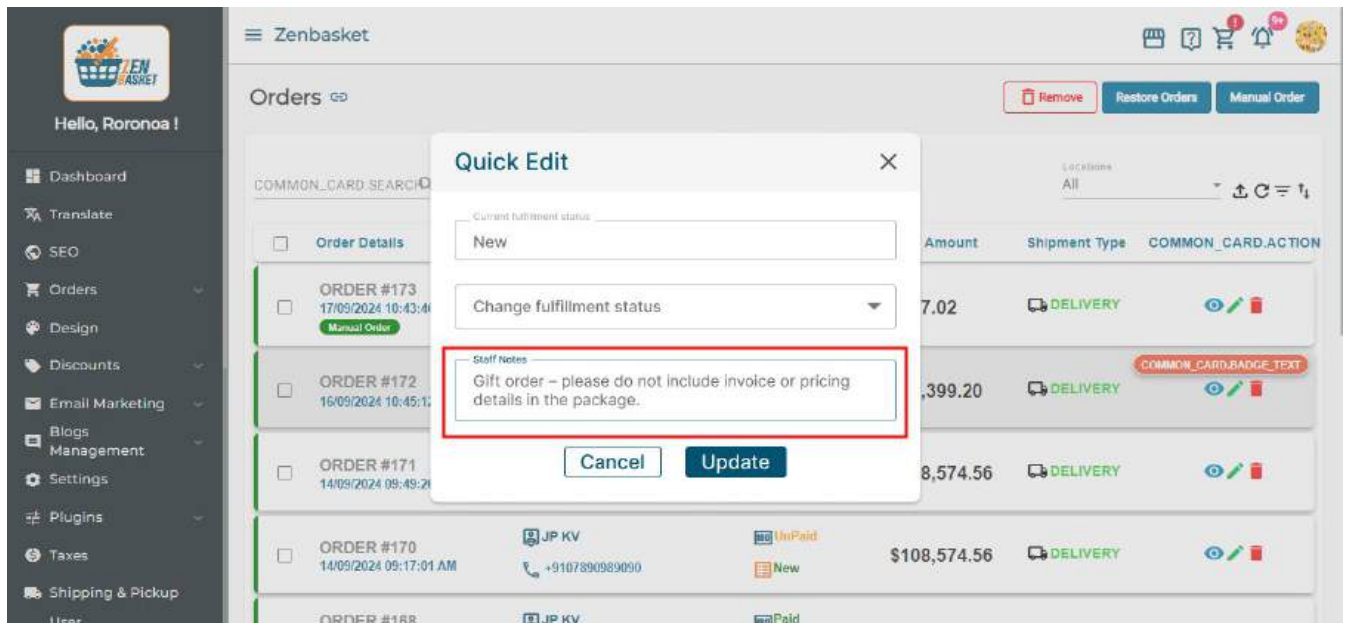 ZEN
BASKET
Hello, Roronoa !
Dashboard
Translate
SEO
Orders
Design
Discounts
Email Marketing
Blogs
Management
Settings
Plugins
Taxes
Shipping & Pickup
User
Zenbasket
9+
Orders
Remove
Restore Orders
Manual Order
COMMON_CARD.SEARCH
Locations
All
Order Details
Amount
Shipment Type
COMMON_CARD.ACTION
ORDER #173
17/09/2024 10:43:4
Manual Order
7.02
DELIVERY
ORDER #172
16/09/2024 10:45:12
,399.20
DELIVERY
COMMON_CARD.BADGE_TEXT
ORDER #171
14/09/2024 09:49:2
8,574.56
DELIVERY
ORDER #170
14/09/2024 09:17:01 AM
JP KV
+9107890989090
UnPaid
New
$108,574.56
DELIVERY
ORDER #168
JP KV
Paid
Quick Edit
Current fulfillment status
New
Change fulfillment status
Staff Notes
Gift order – please do not include invoice or pricing
details in the package.
Cancel
Update